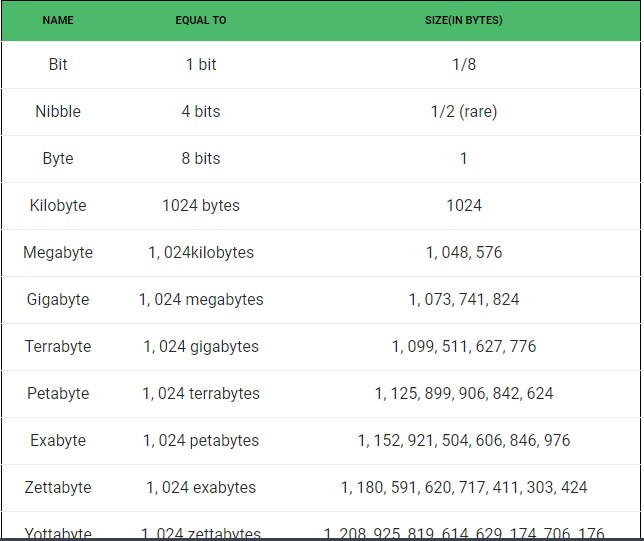 NAME EQUAL TO SIZE(IN BYTES)
Bit 1 bit 1/8
Nibble 4 bits 1/2 (rare)
Byte 8 bits 1
Kilobyte 1024 bytes 1024
Megabyte 1, 024kilobytes 1, 048, 576
Gigabyte 1, 024 megabytes 1, 073, 741, 824
Terrabyte 1, 024 gigabytes 1, 099, 511, 627, 776
Petabyte 1, 024 terrabytes 1, 125, 899, 906, 842, 624
Exabyte 1, 024 petabytes 1, 152, 921, 504, 606, 846, 976
Zettabyte 1, 024 exabytes 1, 180, 591, 620, 717, 411, 303, 424
Yottabyte 1, 024 zettabytes 1, 208, 925, 819, 614, 629, 174, 706, 176